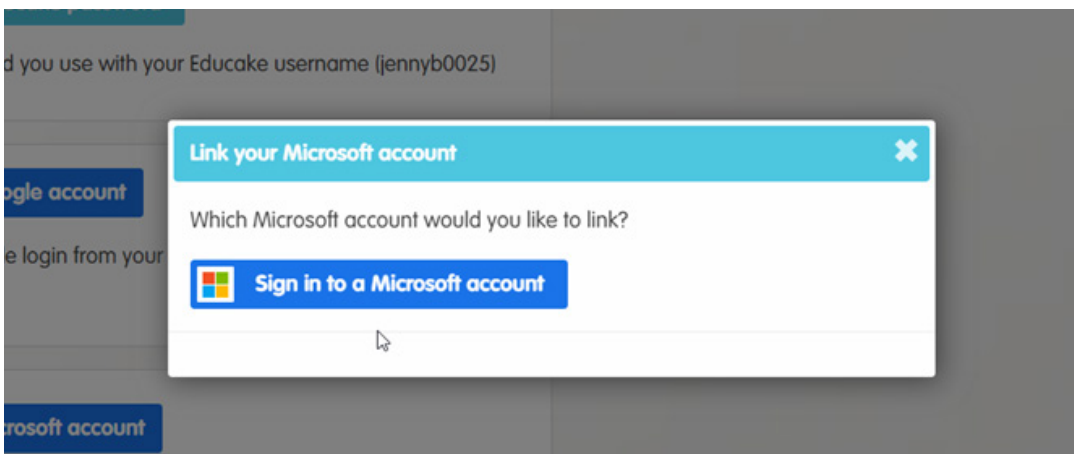 d you use with your Educake username (jennyb0025)
Link your Microsoft account
ogle account
Which Microsoft account would you like to link?
e login from your
Sign in to a Microsoft account
rosoft account